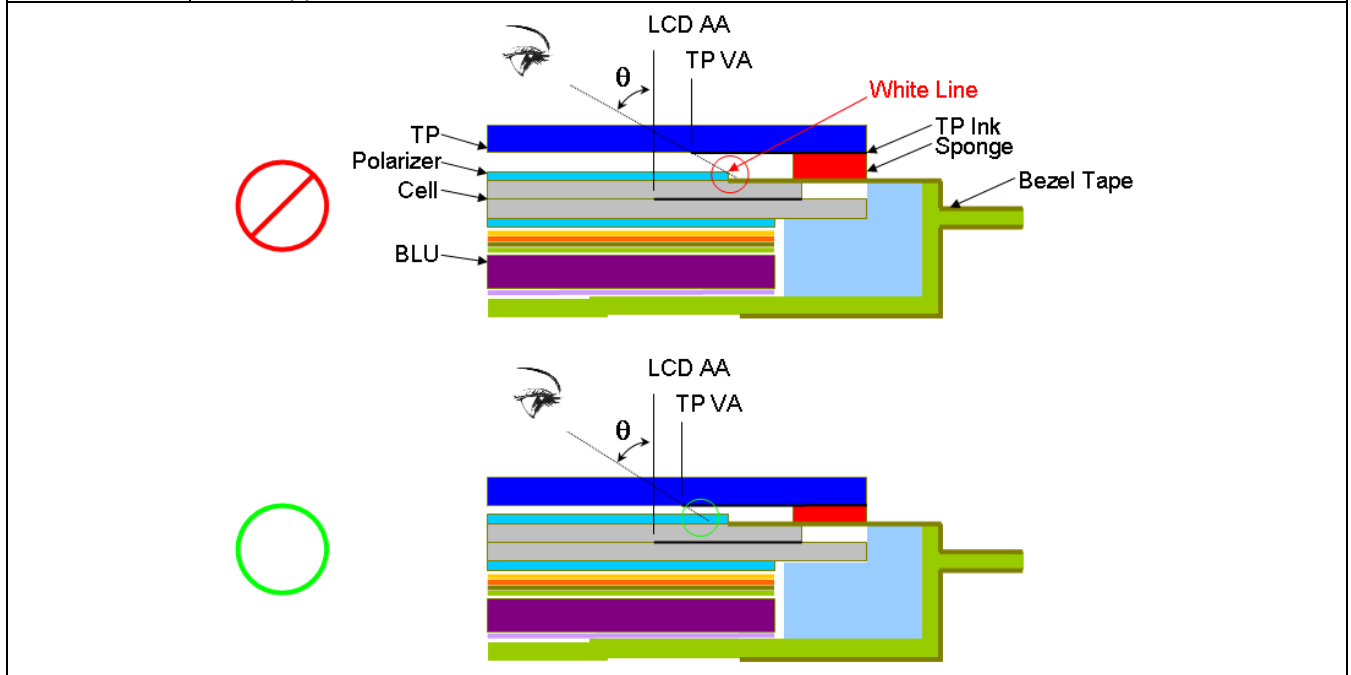 LCD AA
TP VA
θ
White Line
TP
TP Ink
Polarizer
Sponge
Cell
Bezel Tape
BLU
LCD AA
TP VA
θ